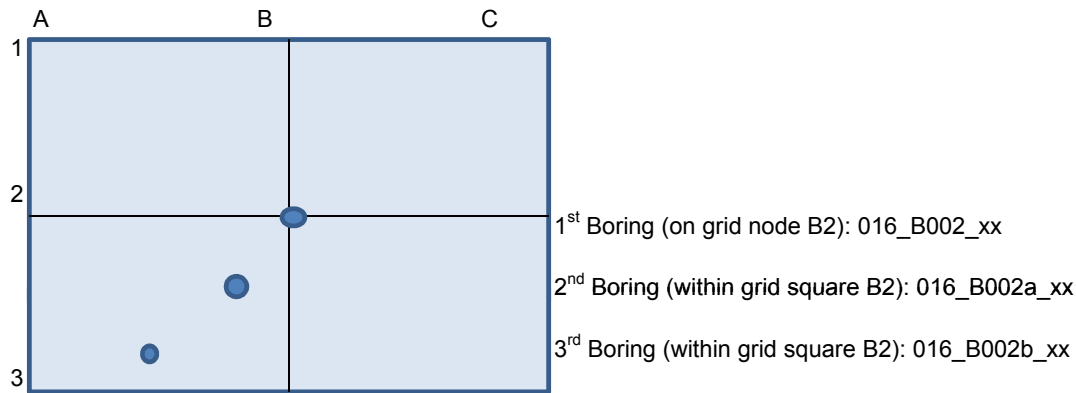 A B C
1
2
1st Boring (on grid node B2): 016_B002_xx
2nd Boring (within grid square B2): 016_B002a_xx
3rd Boring (within grid square B2): 016_B002b_xx
3